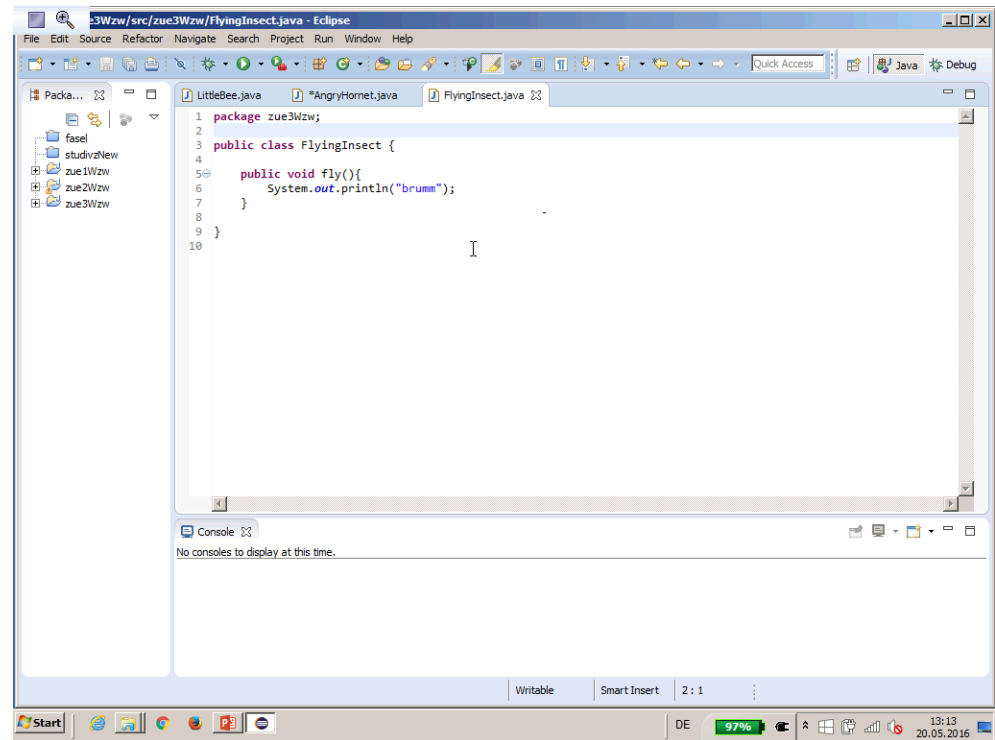 e3Wzw/src/zue3Wzw/FlyingInsect.java - Eclipse
File Edit Source Refactor Navigate Search Project Run Window Help
Quick Access Java Debug
Packa... LittleBee.java *AngryHornet.java FlyingInsect.java
fasel
studivzNew
zue1Wzw
zue2Wzw
zue3Wzw
1 package zue3Wzw;
2
3 public class FlyingInsect {
4
5 public void fly(){
6 System.out.println("brumm");
7 }
8
9 }
10
Console
No consoles to display at this time.
Writable Smart Insert 2 : 1
Start DE 97% 13:13
20.05.2016